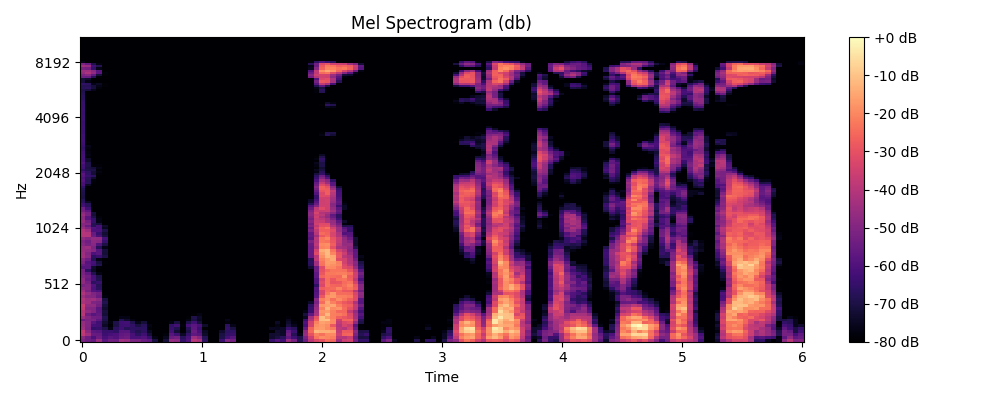 Mel Spectrogram (db)
8192
4096
2048
1024
512
0
Hz
0 1 2 3 4 5 6
Time
+0 dB
-10 dB
-20 dB
-30 dB
-40 dB
-50 dB
-60 dB
-70 dB
-80 dB